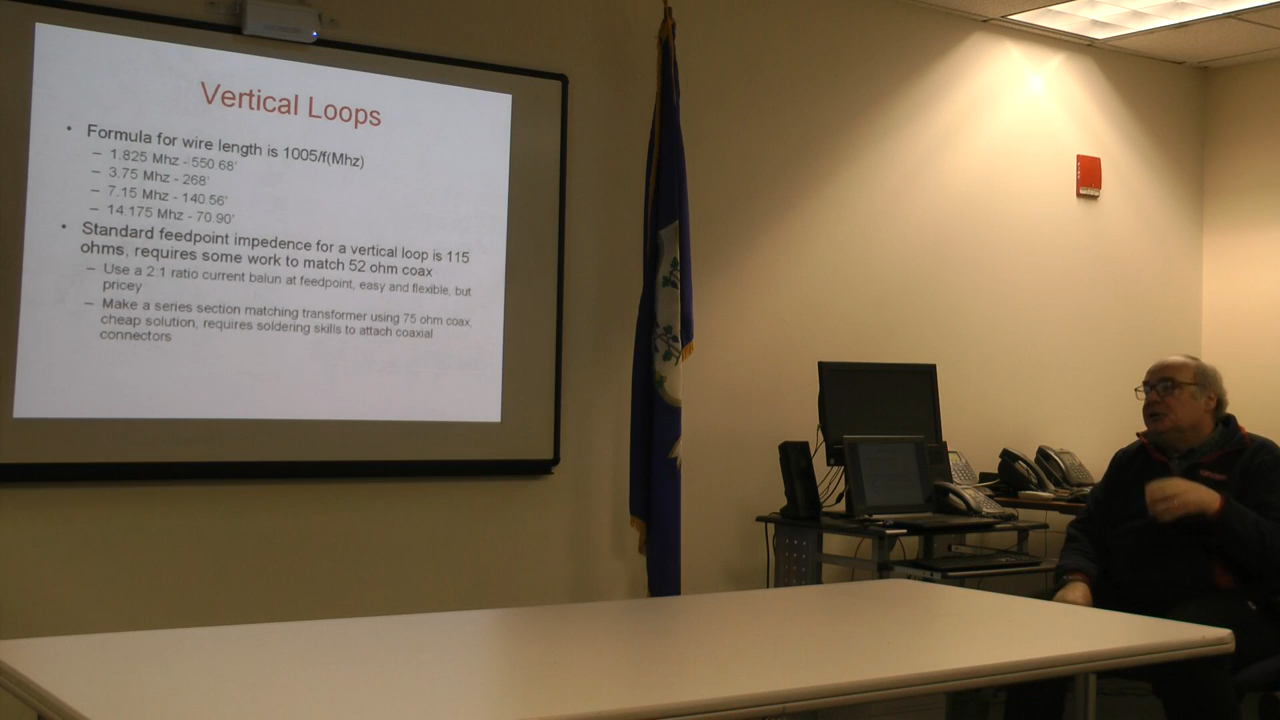 Vertical Loops
• Formula for wire length is 1005/f(Mhz)
– 1.825 Mhz - 550.68'
– 3.75 Mhz - 268'
– 7.15 Mhz - 140.56'
– 14.175 Mhz - 70.90'
• Standard feedpoint impedence for a vertical loop is 115
ohms, requires some work to match 52 ohm coax
– Use a 2:1 ratio current balun at feedpoint, easy and flexible, but
pricey
– Make a series section matching transformer using 75 ohm coax,
cheap solution, requires soldering skills to attach coaxial
connectors